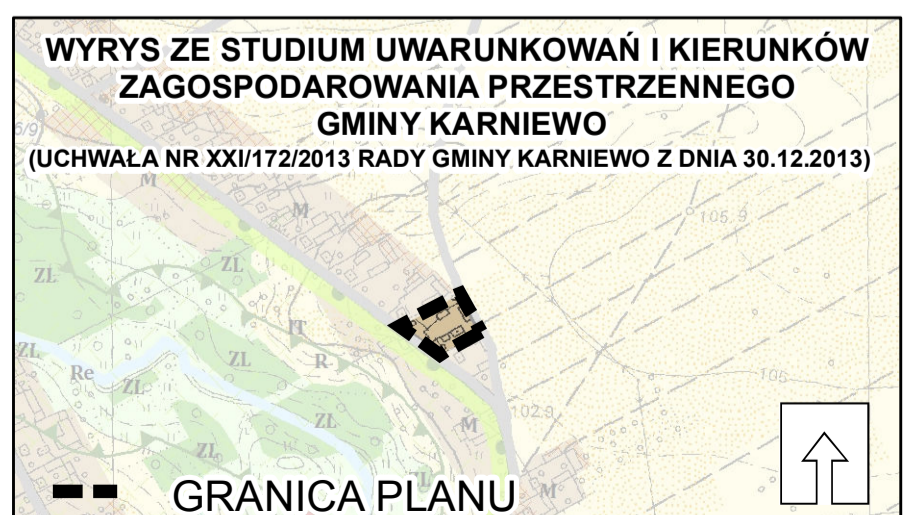 WYRYS ZE STUDIUM UWARUNKOWAŃ I KIERUNKÓW
ZAGOSPODAROWANIA PRZESTRZENNEGO
GMINY KARNIEWO
(UCHWAŁA NR XXI/172/2013 RADY GMINY KARNIEWO Z DNIA 30.12.2013)
M
M
105.9
ZL
ZL
IT
ZL
Re
ZL
ZL
R
105
102.9
ZL
M
ZL
ZL
M
GRANICA PLANU